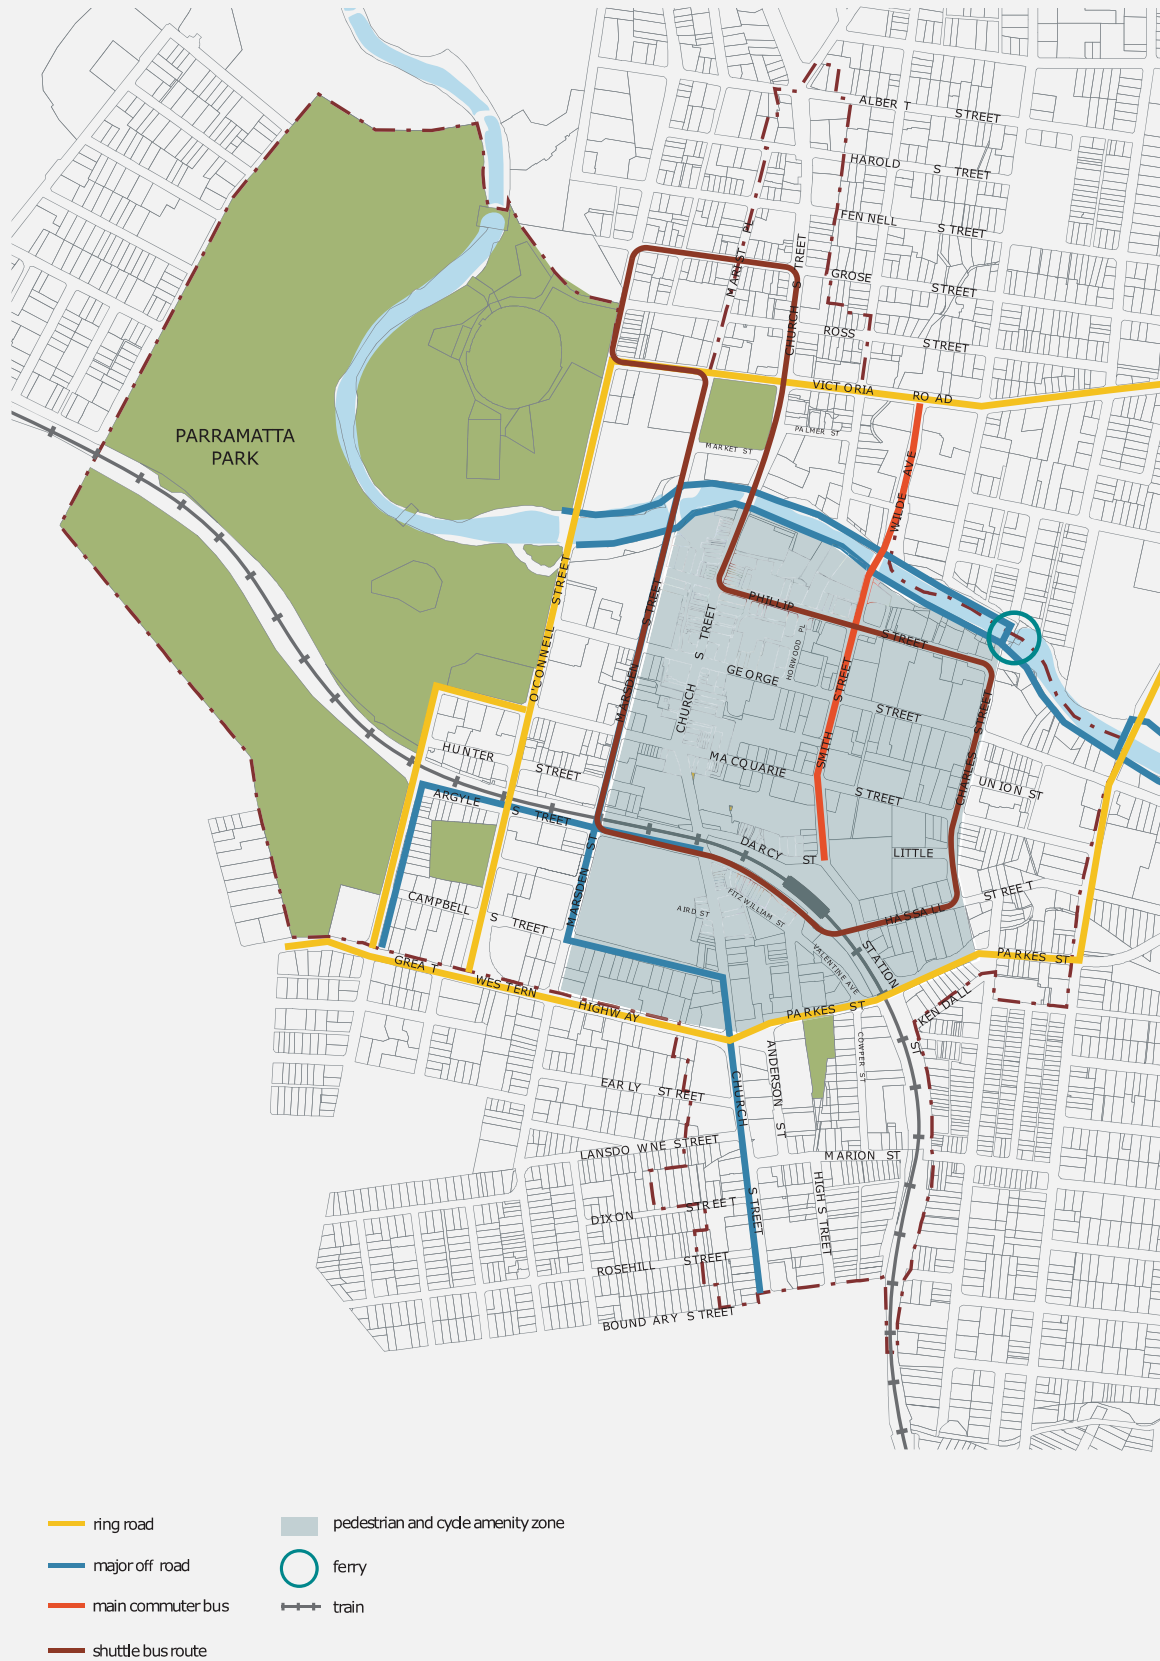 ALBERT STREET
HAROLD STREET
FENNELL STREET
MARIST PL
CHURCH STREET
GROSE STREET
ROSS STREET
VICTORIA ROAD
PALMER ST
MARKET ST
PARRAMATTA
PARK
WILDE AVE
O'CONNELL STREET
MARSDEN STREET
PHILLIP STREET
CHURCH STREET
HORWOOD PL
GEORGE STREET
SMITH STREET
CHARLES STREET
HUNTER STREET
MACQUARIE STREET
UNION ST
ARGYLE STREET
DARCY ST
LITTLE STREET
MARSDEN ST
CAMPBELL STREET
AIRD ST
FITZWILLIAM ST
HASSALL
VALENTINE AVE
STATION ST
GREAT WESTERN HIGHWAY
PARKES ST
PARKES ST
KENDALL
COWPER ST
ANDERSON ST
EARLY STREET
CHURCH STREET
LANSDOWNE STREET
MARION ST
HIGH STREET
DIXON STREET
ROSEHILL STREET
BOUNDARY STREET
ring road
major off road
main commuter bus
shuttle bus route
pedestrian and cycle amenity zone
ferry
train